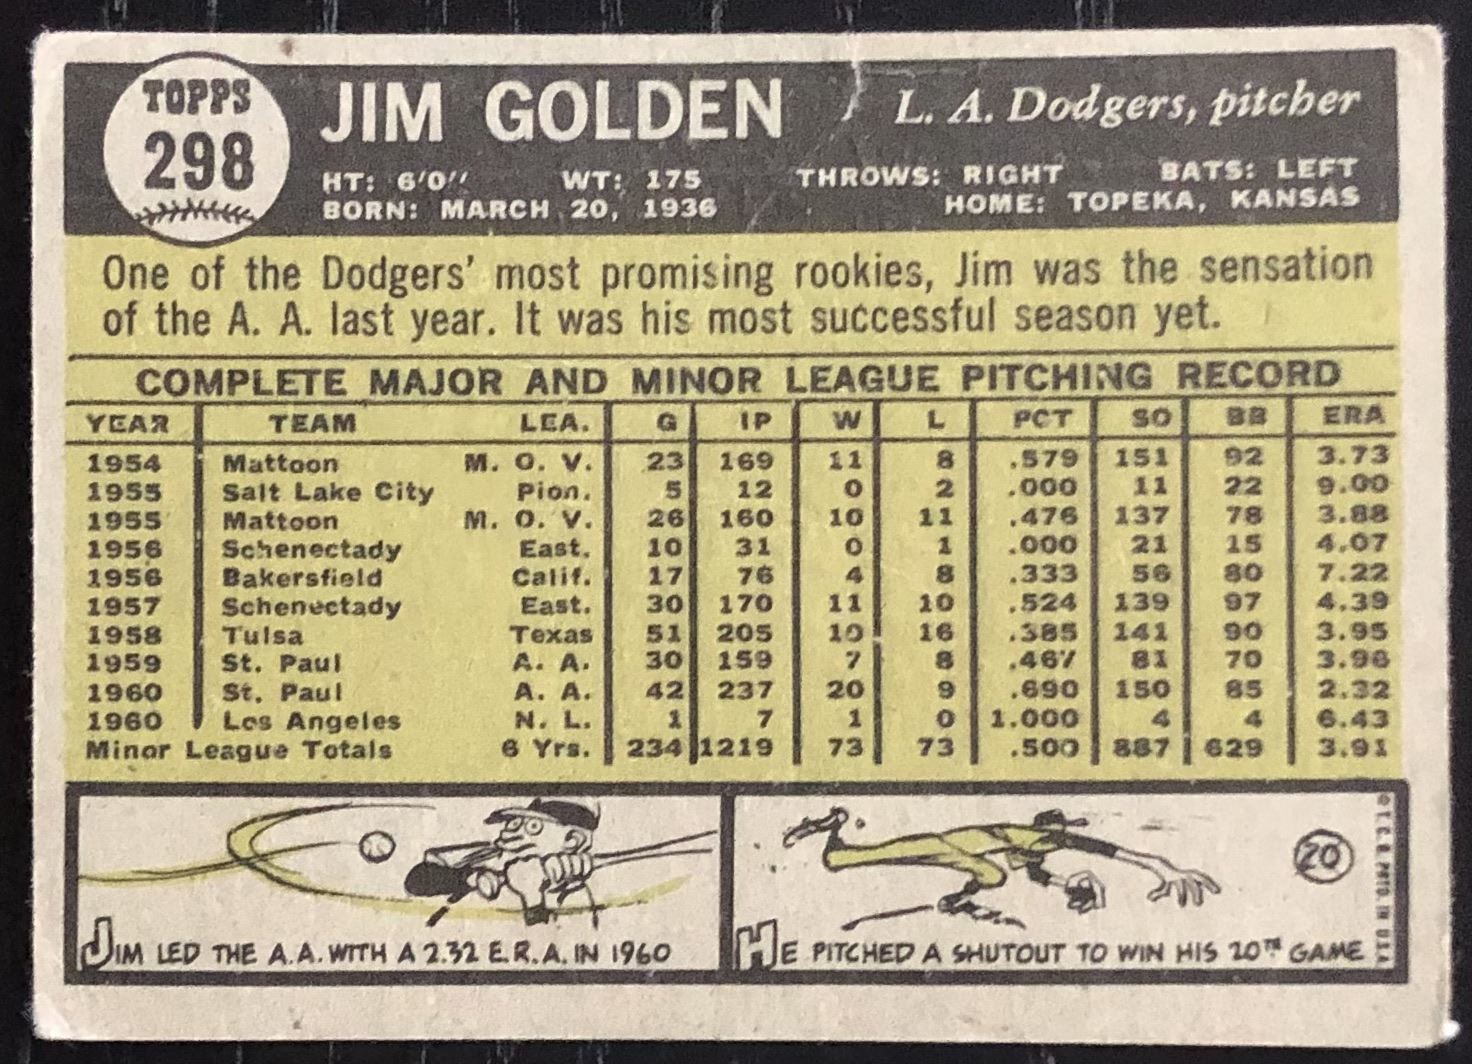 TOPPS
298
JIM GOLDEN
L. A. Dodgers, pitcher
HT: 6'0" WT: 175 THROWS: RIGHT BATS: LEFT
BORN: MARCH 20, 1936 HOME: TOPEKA, KANSAS
One of the Dodgers' most promising rookies, Jim was the sensation
of the A. A. last year. It was his most successful season yet.
COMPLETE MAJOR AND MINOR LEAGUE PITCHING RECORD
YEAR TEAM LEA. G IP W L PCT SO BB ERA
1954 Mattoon M. O. V. 23 169 11 8 .579 151 92 3.73
1955 Salt Lake City Pion. 5 12 0 2 .000 11 22 9.00
1955 Mattoon M. O. V. 26 160 10 11 .476 137 78 3.88
1956 Schenectady East. 10 31 0 1 .000 21 15 4.07
1956 Bakersfield Calif. 17 76 4 8 .333 56 80 7.22
1957 Schenectady East. 30 170 11 10 .524 139 97 4.39
1958 Tulsa Texas 51 205 10 16 .385 141 90 3.95
1959 St. Paul A. A. 30 159 7 8 .467 81 70
1960 St. Paul A. A. 42 237 20 9 .690 150 85 2.32
1960 Los Angeles N. L. 1 7 1 0 1.000 4 4 6.43
Minor League Totals 6 Yrs. 234 1219 73 73 .500 887 629 3.91
JIM LED THE A.A. WITH A 2.32 E.R.A. IN 1960
HE PITCHED A SHUTOUT TO WIN HIS 20TH GAME
20
© T. C. G. PRTD. IN U.S.A.